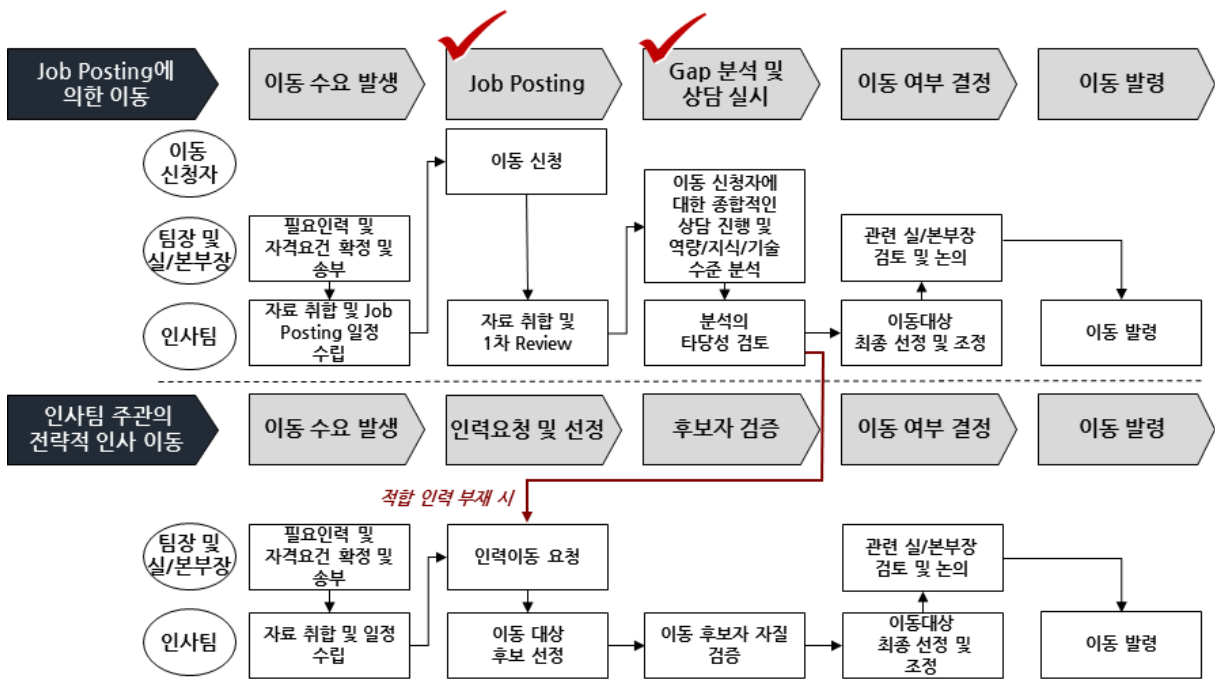 Job Posting에
의한 이동
이동 수요 발생
Job Posting
Gap 분석 및
상담 실시
이동 여부 결정
이동 발령
이동
신청자
이동 신청
팀장 및
실/본부장
필요인력 및
자격요건 확정 및
송부
이동 신청자에
대한 종합적인
상담 진행 및
역량/지식/기술
수준 분석
관련 실/본부장
검토 및 논의
인사팀
자료 취합 및 Job
Posting 일정
수립
자료 취합 및
1차 Review
분석의
타당성 검토
이동대상
최종 선정 및 조정
이동 발령
인사팀 주관의
전략적 인사 이동
이동 수요 발생
인력요청 및 선정
후보자 검증
이동 여부 결정
이동 발령
적합 인력 부재 시
팀장 및
실/본부장
필요인력 및
자격요건 확정 및
송부
인력이동 요청
관련 실/본부장
검토 및 논의
인사팀
자료 취합 및 일정
수립
이동 대상
후보 선정
이동 후보자 자질
검증
이동대상
최종 선정 및
조정
이동 발령